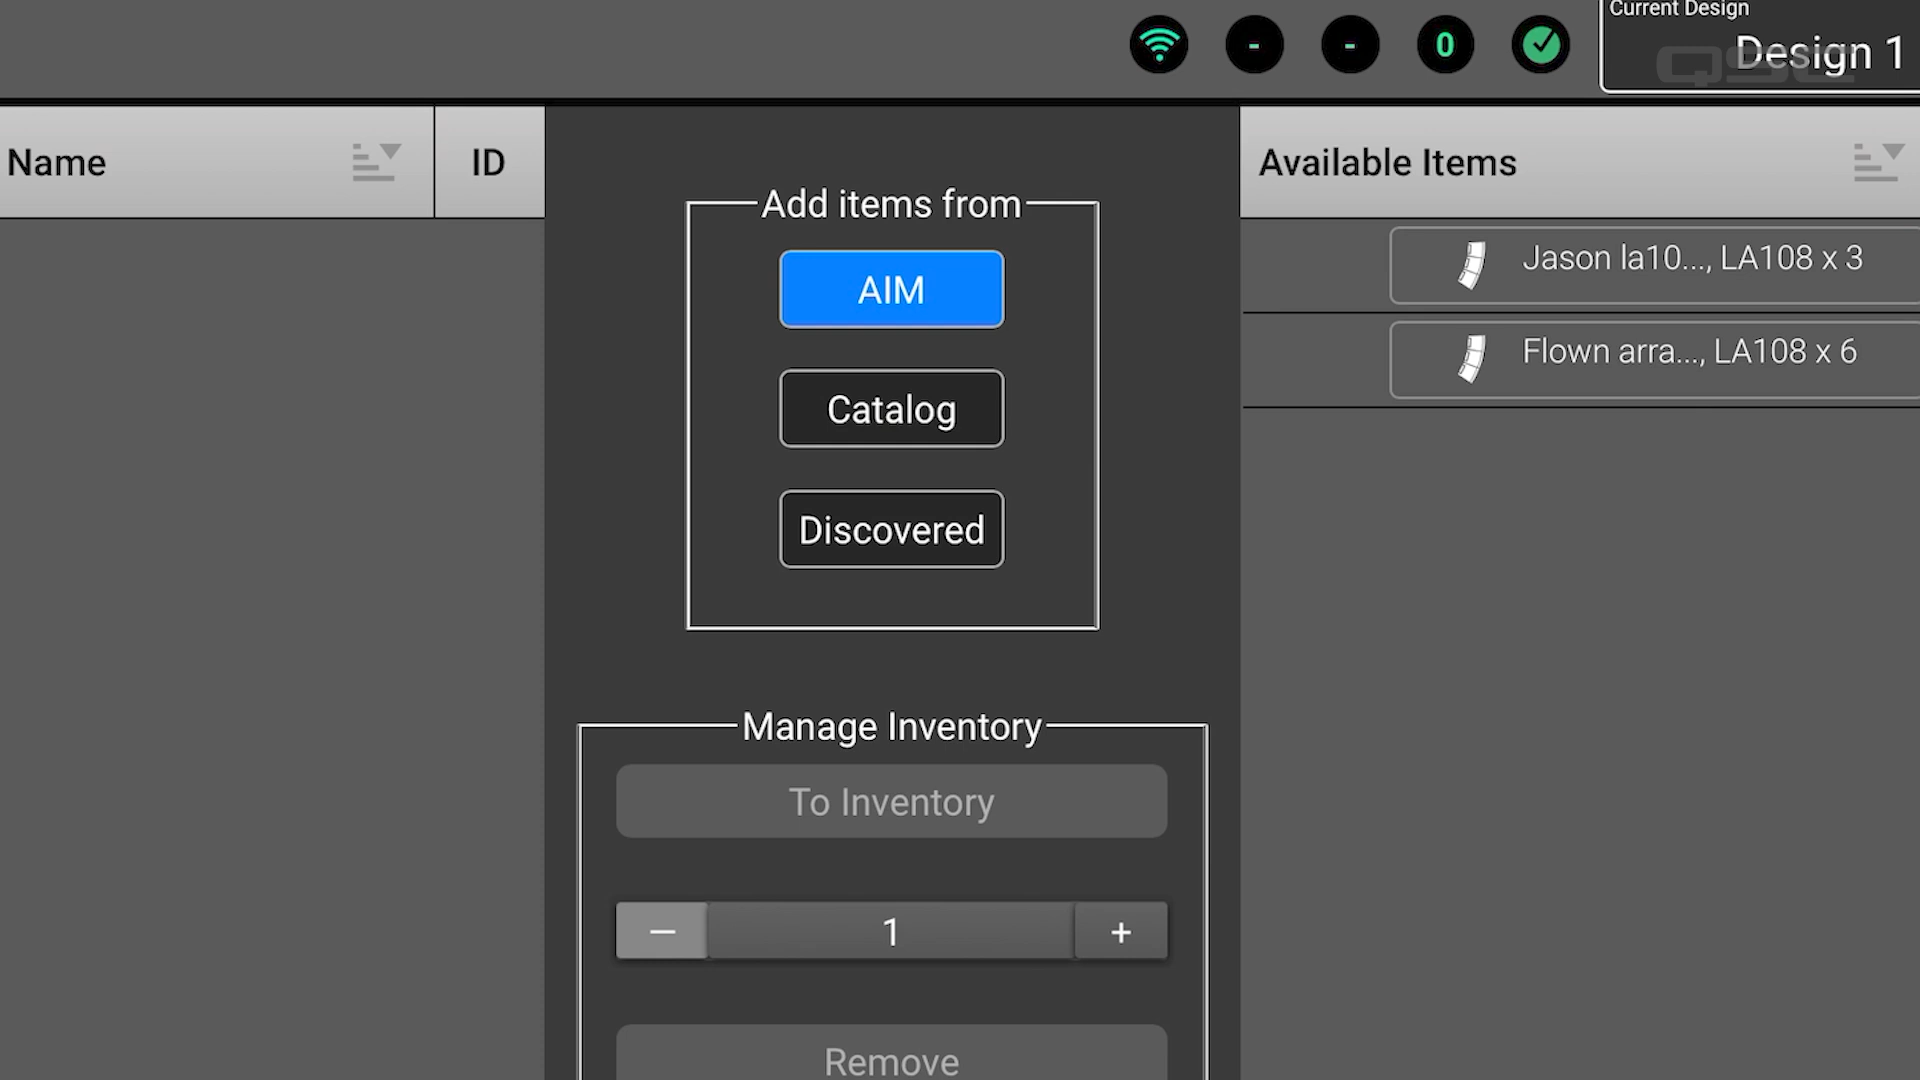 Current Design
Design 1
QSC
- - 0
Name ID
Available Items
Add items from
AIM
Catalog
Discovered
Jason la10..., LA108 x 3
Flown arra..., LA108 x 6
Manage Inventory
To Inventory
— 1 +
Remove